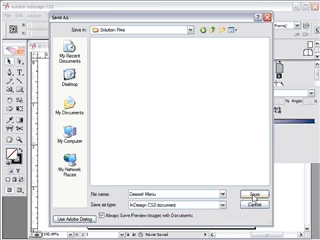 Adobe InDesign CS2
File Edit Layout
Save As
Save in: Solution Files
My Recent Documents
Desktop
My Documents
My Computer
My Network Places
File name: Dessert Menu Save
Save as type: InDesign CS2 document Cancel
Use Adobe Dialog
Always Save Preview Images with Documents
Angle
Never Saved